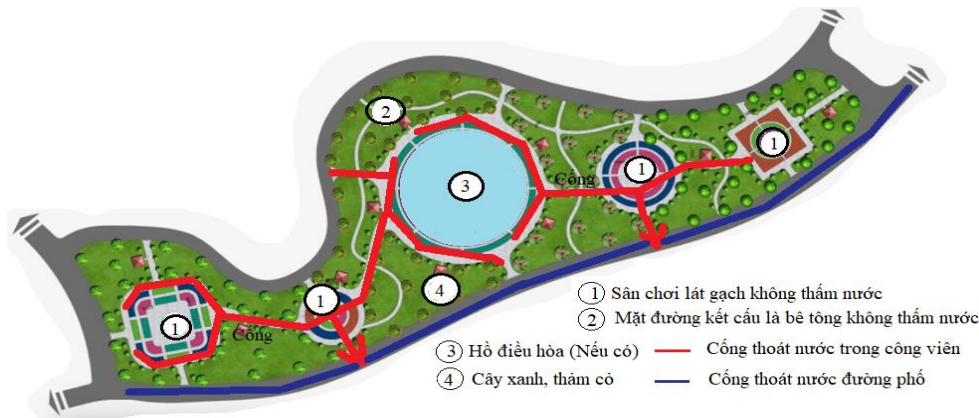 2
1
1
3
Cống
1
4
1
Cống
1 Sân chơi lát gạch không thấm nước
2 Mặt đường kết cấu là bê tông không thấm nước
3 Hồ điều hòa (Nếu có)
Cống thoát nước trong công viên
4 Cây xanh, thảm cỏ
Cống thoát nước đường phố